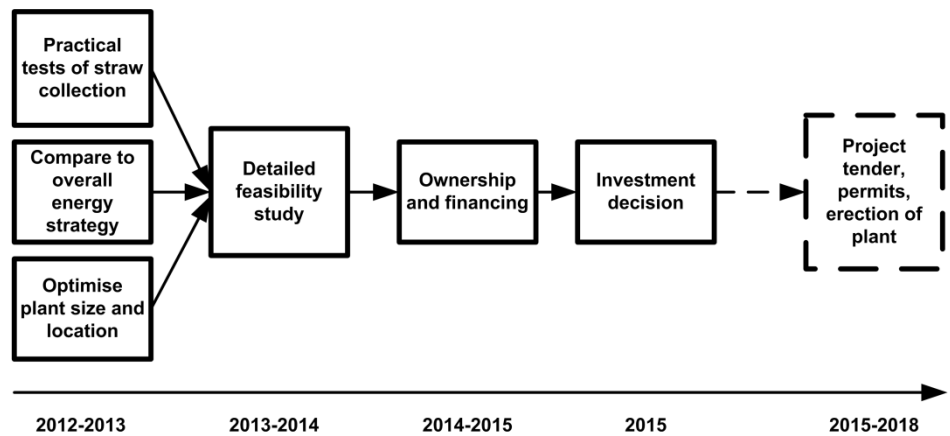 Practical
tests of straw
collection
Compare to
overall
energy
strategy
Optimise
plant size and
location
Detailed
feasibility
study
Ownership
and financing
Investment
decision
Project
tender,
permits,
erection of
plant
2012-2013
2013-2014
2014-2015
2015
2015-2018